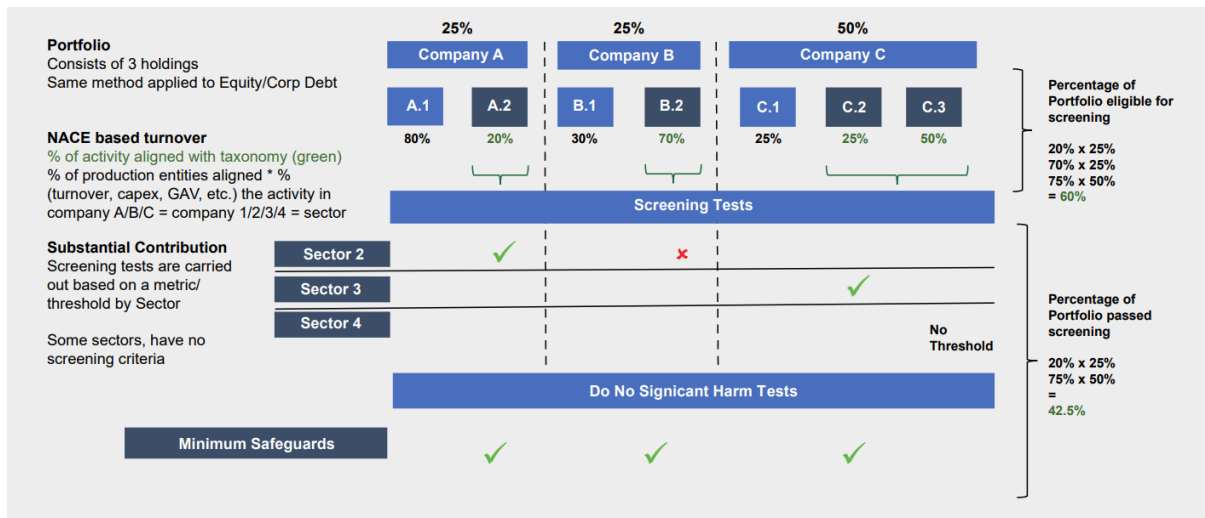 25%
25%
50%
Portfolio
Consists of 3 holdings
Same method applied to Equity/Corp Debt
Company A
Company B
Company C
A.1
A.2
B.1
B.2
C.1
C.2
C.3
80%
20%
30%
70%
25%
25%
50%
NACE based turnover
% of activity aligned with taxonomy (green)
% of production entities aligned * %
(turnover, capex, GAV, etc.) the activity in
company A/B/C = company 1/2/3/4 = sector
Percentage of
Portfolio eligible for
screening
20% x 25%
70% x 25%
75% x 50%
= 60%
Screening Tests
Substantial Contribution
Screening tests are carried
out based on a metric/
threshold by Sector
Some sectors, have no
screening criteria
Sector 2
Sector 3
Sector 4
No
Threshold
Percentage of
Portfolio passed
screening
20% x 25%
75% x 50%
=
42.5%
Do No Signicant Harm Tests
Minimum Safeguards